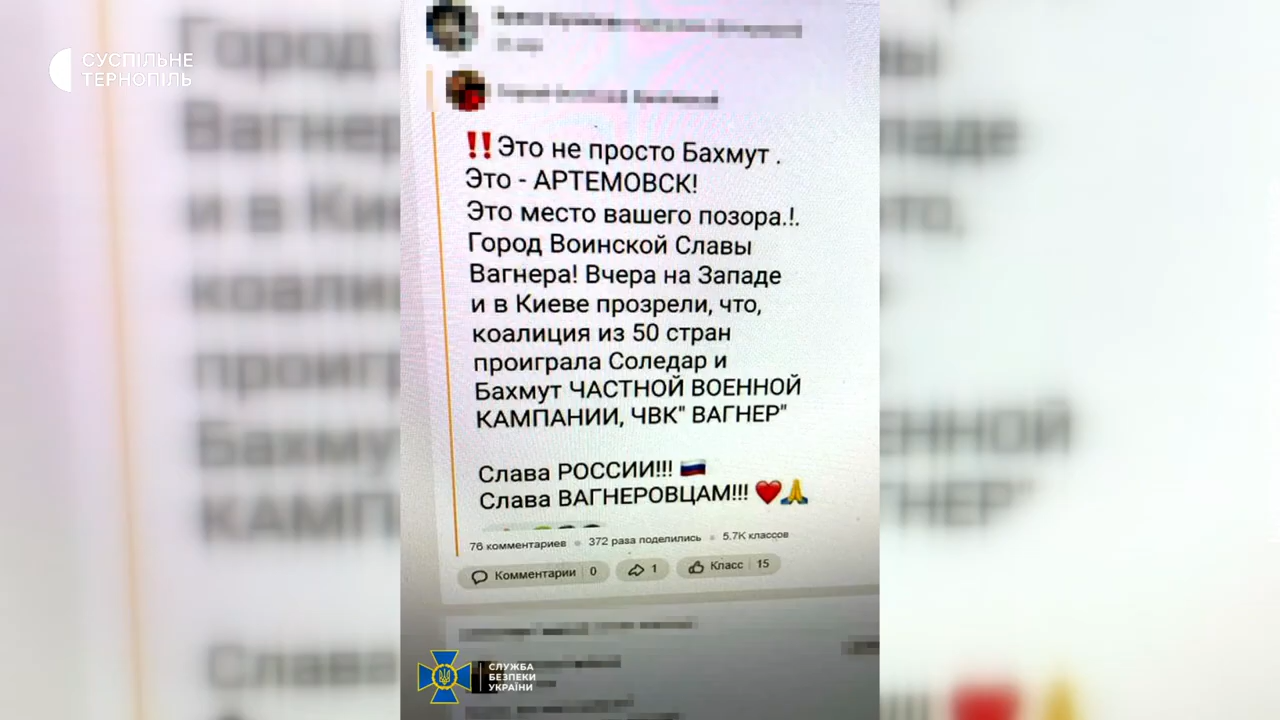 СУСПІЛЬНЕ
ТЕРНОПІЛЬ
‼️Это не просто Бахмут .
Это - АРТЕМОВСК!
Это место вашего позора.!.
Город Воинской Славы
Вагнера! Вчера на Западе
и в Киеве прозрели, что,
коалиция из 50 стран
проиграла Соледар и
Бахмут ЧАСТНОЙ ВОЕННОЙ
КАМПАНИИ, ЧВК" ВАГНЕР"
Слава РОССИИ!!! 🇷🇺
Слава ВАГНЕРОВЦАМ!!! ❤️🙏
76 комментариев • 372 раза поделились • 5.7K классов
Комментарии 0 1 Класс 15
СЛУЖБА
БЕЗПЕКИ
УКРАЇНИ